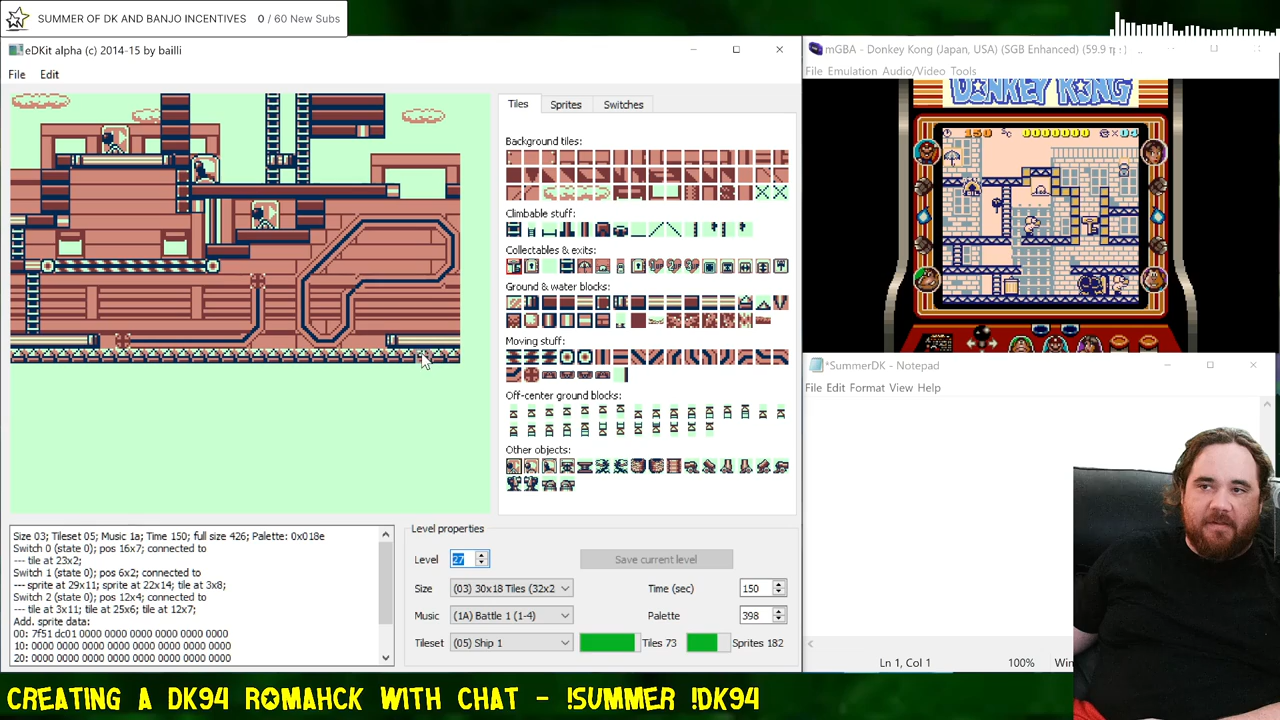 SUMMER OF DK AND BANJO INCENTIVES 0 / 60 New Subs
eDKit alpha (c) 2014-15 by bailli
File Edit
Tiles Sprites Switches
Background tiles:
Climbable stuff:
Collectables & exits:
Ground & water blocks:
Moving stuff:
Off-center ground blocks:
Other objects:
Size 03; Tileset 05; Music 1a; Time 150; full size 426; Palette: 0x018e
Switch 0 (state 0); pos 16x7; connected to
--- tile at 23x2;
Switch 1 (state 0); pos 6x2; connected to
--- sprite at 29x11; sprite at 22x14; tile at 3x8;
Switch 2 (state 0); pos 12x4; connected to
--- tile at 3x11; tile at 25x6; tile at 12x7;
Add. sprite data:
00: 7f51 dc01 0000 0000 0000 0000 0000 0000
10: 0000 0000 0000 0000 0000 0000 0000 0000
20: 0000 0000 0000 0000 0000 0000 0000 0000
Level properties
Level 27 Save current level
Size (03) 30x18 Tiles (32x2 Time (sec) 150
Music (1A) Battle 1 (1-4) Palette 398
Tileset (05) Ship 1 Tiles 73 Sprites 182
mGBA - Donkey Kong (Japan, USA) (SGB Enhanced) (59.9
File Emulation Audio/Video Tools
DONKEY KONG
150 0000000 04
*SummerDK - Notepad
File Edit Format View Help
Ln 1, Col 1 100% Win
CREATING A DK94 ROMAHCK WITH CHAT - !SUMMER !DK94